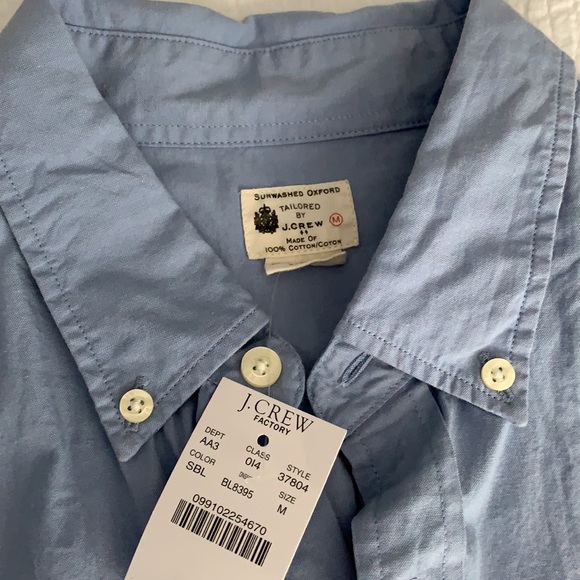 SUNWASHED OXFORD
TAILORED
BY
J.CREW
M
MADE OF
100% COTTON/COTON
J.CREW
FACTORY
DEPT
AA3
CLASS
014
STYLE
37804
COLOR
SBL
BL8395
SIZE
M
099102254670